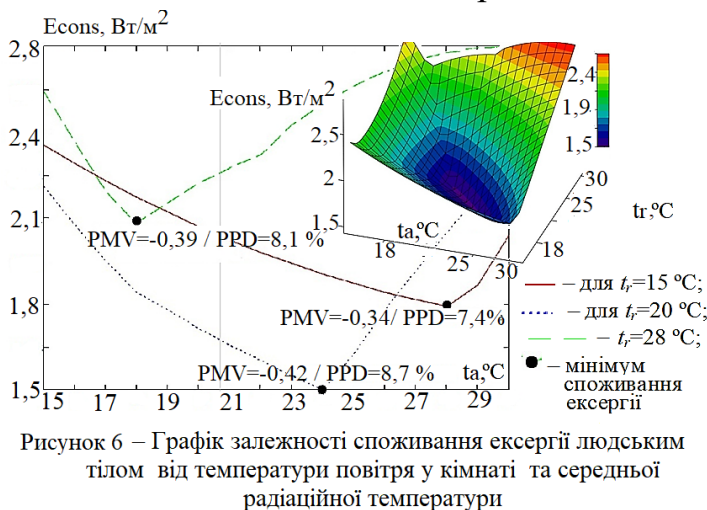 Econs, Вт/м²
2,8
2,4
2,1
1,8
1,5
15
17
19
21
23
25
27
29
ta,ºC
PMV=-0,39 / PPD=8,1 %
PMV=-0,34/ PPD=7,4%
PMV=-0,42 / PPD=8,7 %
Econs, Вт/м²
2
2,5
2
1,5
18
ta,ºC
25
30
18
25
30
tr,ºC
2,4
1,9
1,5
– для tr=15 ºC;
– для tr=20 ºC;
– tr=28 ºC;
– мінімум
споживання
ексергії
Рисунок 6 – Графік залежності споживання ексергії людським
тілом від температури повітря у кімнаті та середньої
радіаційної температури